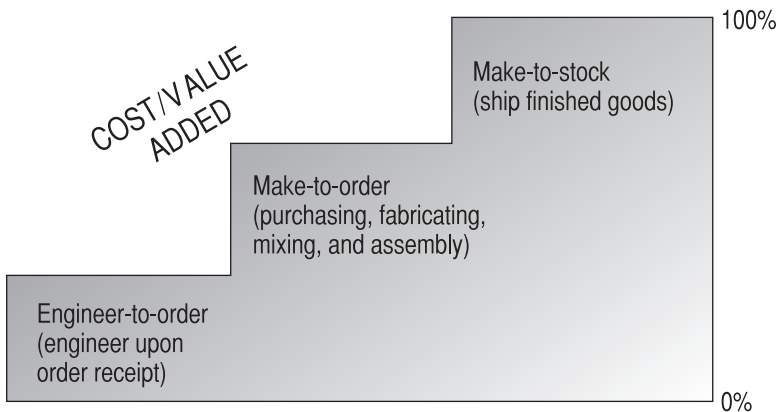 100%
COST/VALUE
ADDED
Make-to-stock
(ship finished goods)
Make-to-order
(purchasing, fabricating,
mixing, and assembly)
Engineer-to-order
(engineer upon
order receipt)
0%